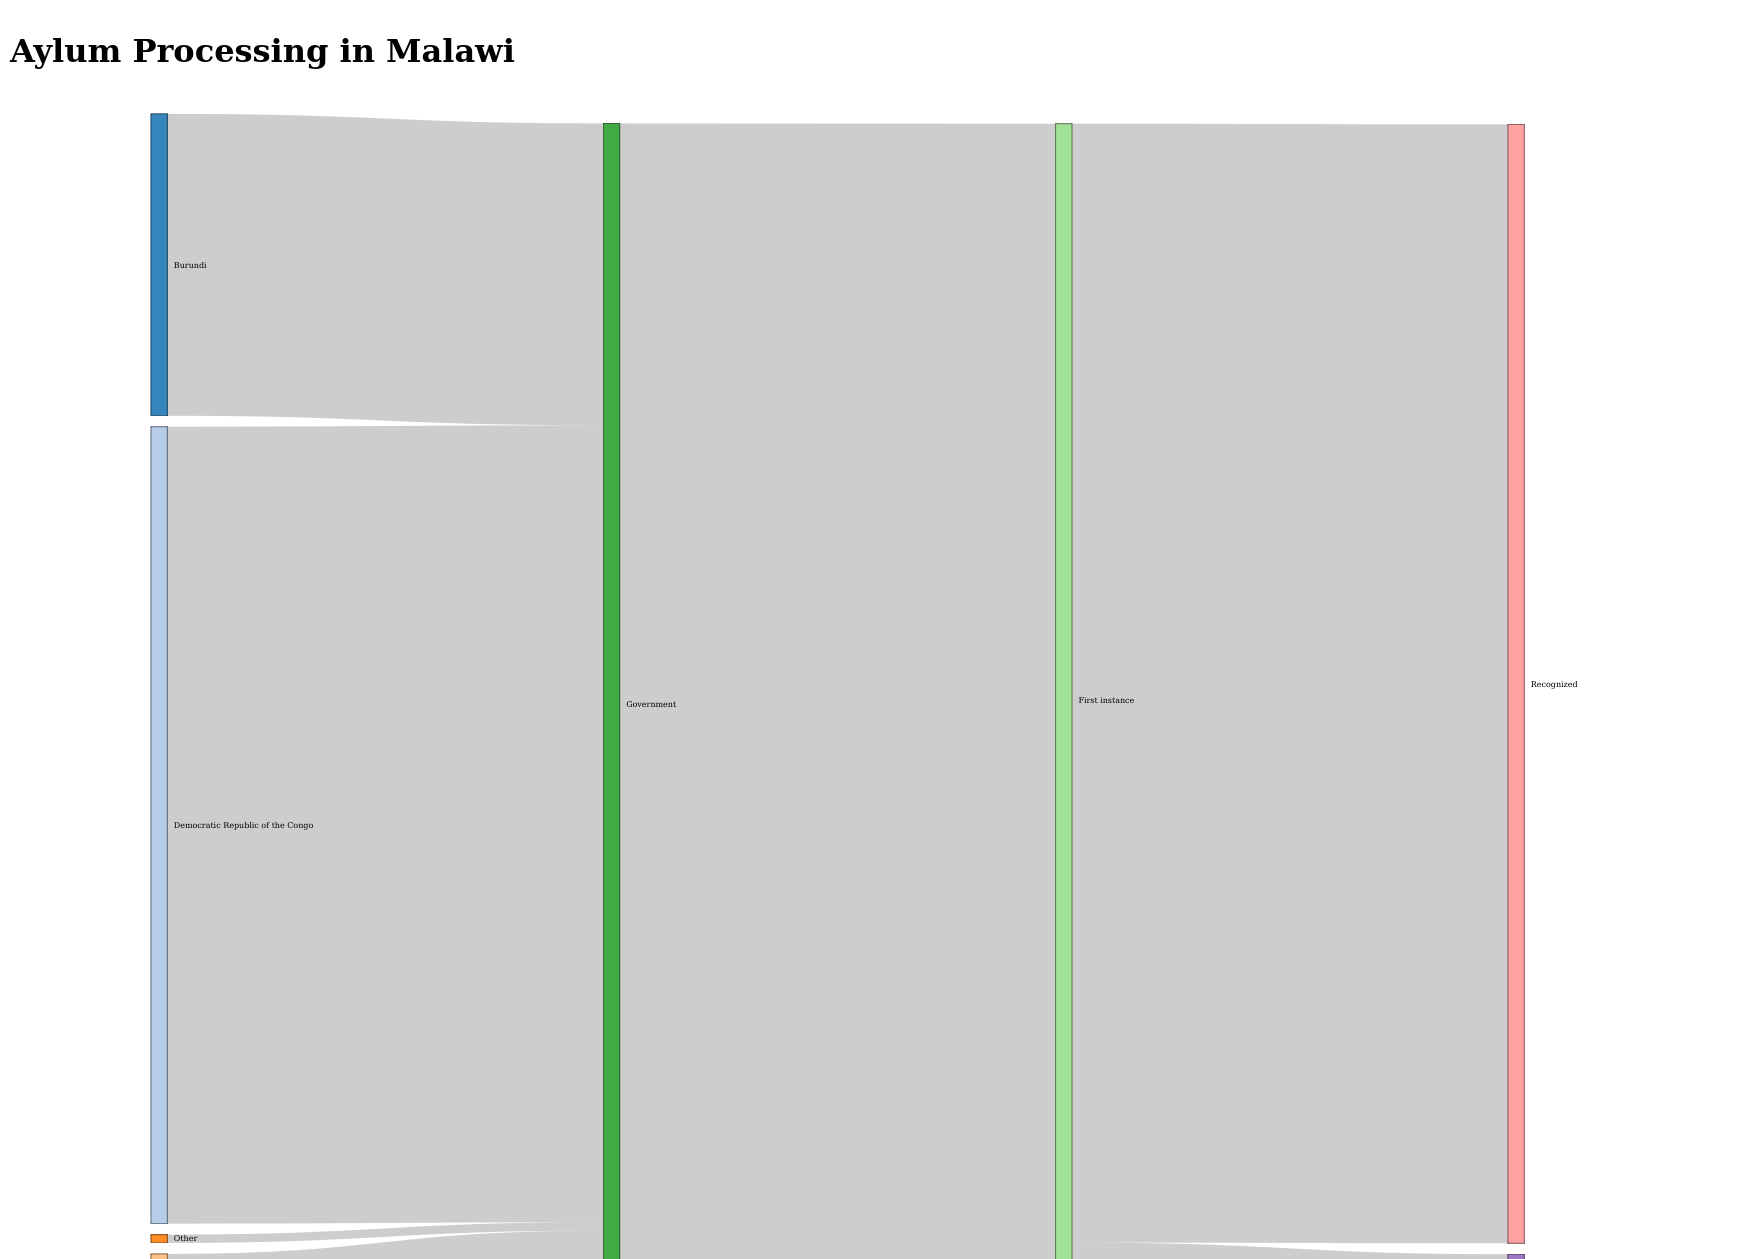 Aylum Processing in Malawi
Burundi
Recognized
First instance
Government
Democratic Republic of the Congo
Other